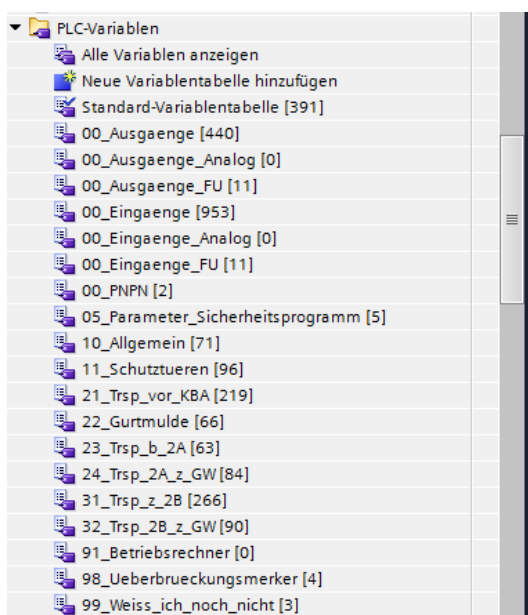 PLC-Variablen
Alle Variablen anzeigen
Neue Variablentabelle hinzufügen
Standard-Variablentabelle [391]
00_Ausgaenge [440]
00_Ausgaenge_Analog [0]
00_Ausgaenge_FU [11]
00_Eingaenge [953]
00_Eingaenge_Analog [0]
00_Eingaenge_FU [11]
00_PNPN [2]
05_Parameter_Sicherheitsprogramm [5]
10_Allgemein [71]
11_Schutztueren [96]
21_Trsp_vor_KBA [219]
22_Gurtmulde [66]
23_Trsp_b_2A [63]
24_Trsp_2A_z_GW [84]
31_Trsp_z_2B [266]
32_Trsp_2B_z_GW [90]
91_Betriebsrechner [0]
98_Ueberbrueckungsmerker [4]
99_Weiss_ich_noch_nicht [3]